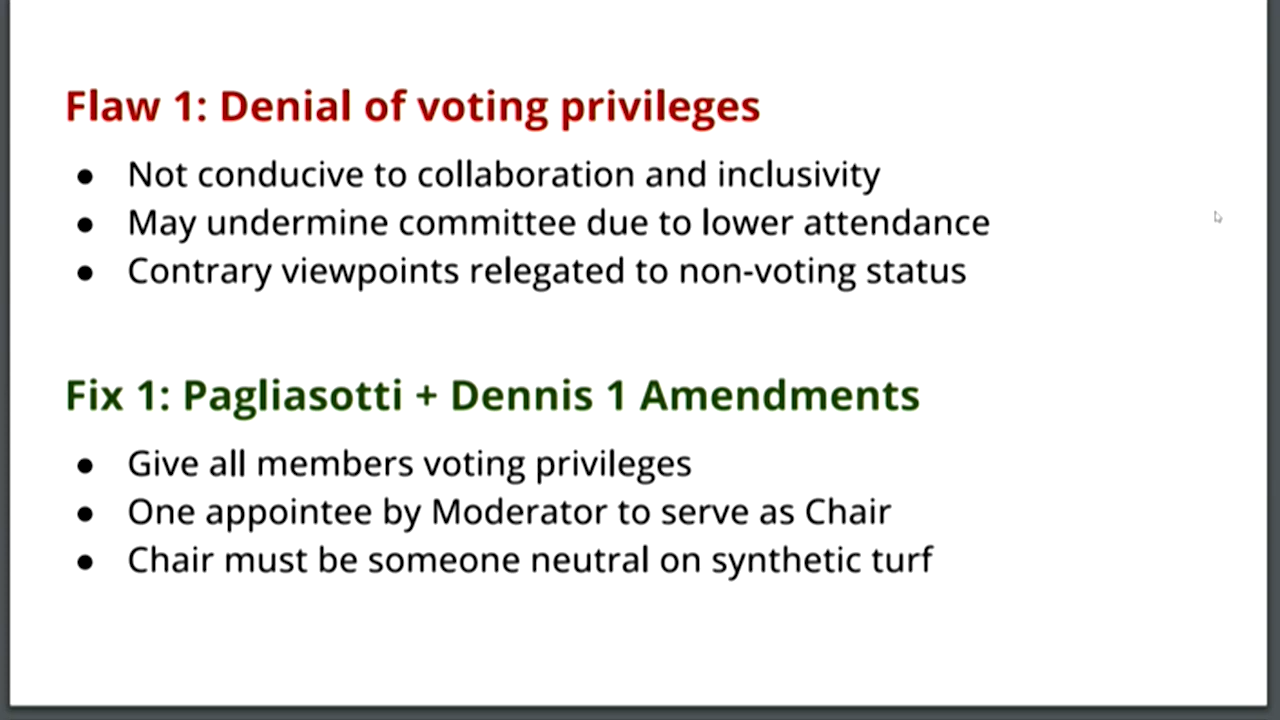 Flaw 1: Denial of voting privileges
● Not conducive to collaboration and inclusivity
● May undermine committee due to lower attendance
● Contrary viewpoints relegated to non-voting status
Fix 1: Pagliasotti + Dennis 1 Amendments
● Give all members voting privileges
● One appointee by Moderator to serve as Chair
● Chair must be someone neutral on synthetic turf